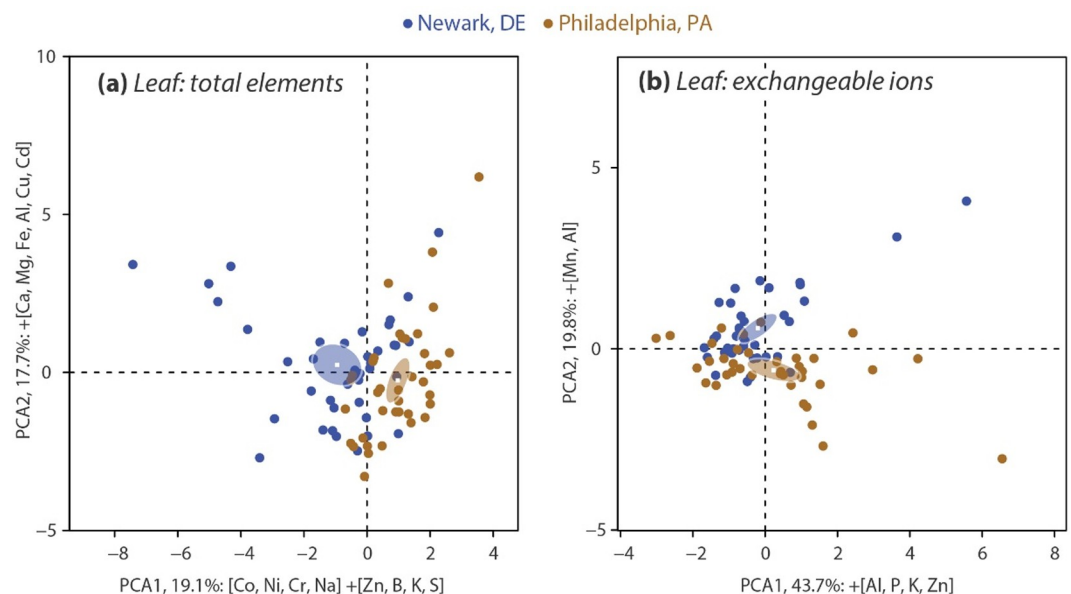 Newark, DE Philadelphia, PA
(a) Leaf: total elements
10
5
0
−5
PCA2, 17.7%: +[Ca, Mg, Fe, Al, Cu, Cd]
−8 −6 −4 −2 0 2 4
PCA1, 19.1%: [Co, Ni, Cr, Na] +[Zn, B, K, S]
(b) Leaf: exchangeable ions
5
0
−5
PCA2, 19.8%: +[Mn, Al]
−4 −2 0 2 4 6 8
PCA1, 43.7%: +[Al, P, K, Zn]